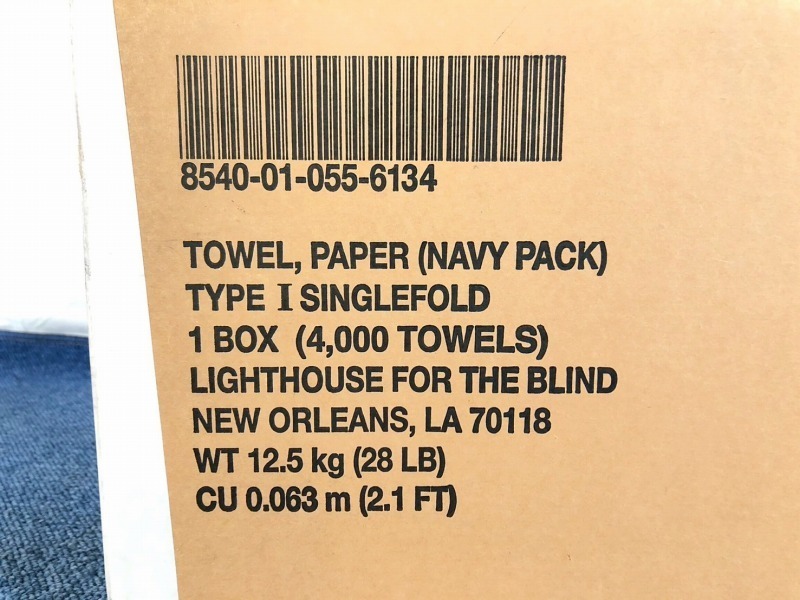 8540-01-055-6134
TOWEL, PAPER (NAVY PACK)
TYPE I SINGLEFOLD
1 BOX (4,000 TOWELS)
LIGHTHOUSE FOR THE BLIND
NEW ORLEANS, LA 70118
WT 12.5 kg (28 LB)
CU 0.063 m (2.1 FT)